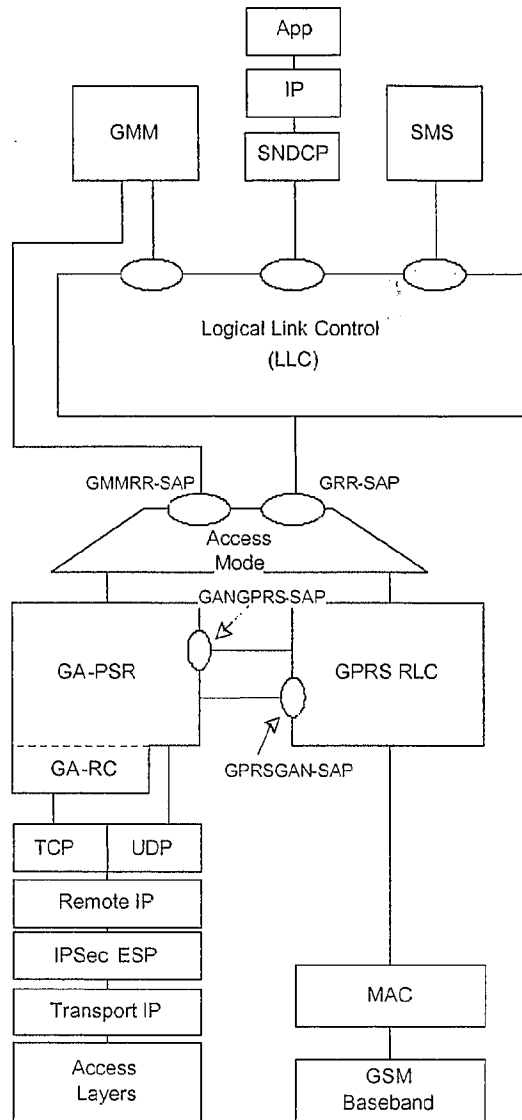 App
IP
GMM
SNDCP
SMS
Logical Link Control
(LLC)
GMMRR-SAP
GRR-SAP
Access
Mode
GANGPRS-SAP
GA-PSR
GPRS RLC
GA-RC
GPRSGAN-SAP
TCP
UDP
Remote IP
IPSec ESP
Transport IP
MAC
Access
Layers
GSM
Baseband